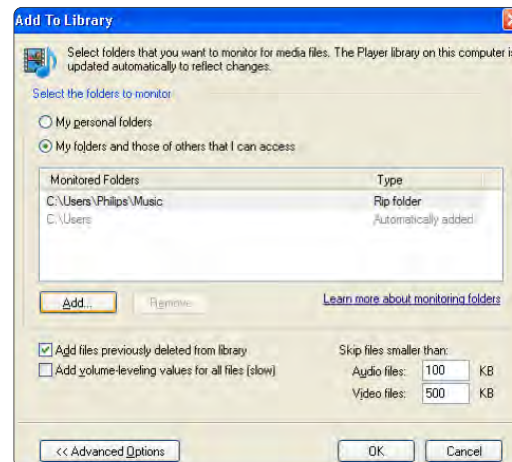 Add To Library
Select folders that you want to monitor for media files. The Player library on this computer is
updated automatically to reflect changes.
Select the folders to monitor
My personal folders
My folders and those of others that I can access
Monitored Folders Type
C:\Users\Philips\Music Rip folder
C:\Users Automatically added
Add... Remove Learn more about monitoring folders
Add files previously deleted from library Skip files smaller than:
Add volume-leveling values for all files (slow) Audio files: 100 KB
Video files: 500 KB
<< Advanced Options OK Cancel